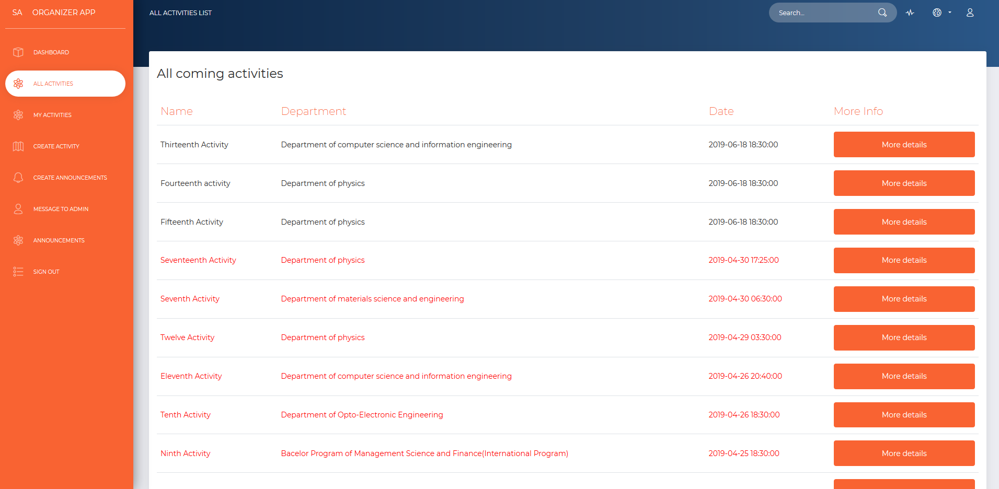 SA ORGANIZER APP
DASHBOARD
ALL ACTIVITIES
MY ACTIVITIES
CREATE ACTIVITY
CREATE ANNOUNCEMENTS
MESSAGE TO ADMIN
ANNOUNCEMENTS
SIGN OUT
ALL ACTIVITIES LIST
Search...
All coming activities
Name Department Date More Info
Thirteenth Activity Department of computer science and information engineering 2019-06-18 18:30:00 More details
Fourteenth activity Department of physics 2019-06-18 18:30:00 More details
Fifteenth Activity Department of physics 2019-06-18 18:30:00 More details
Seventeenth Activity Department of physics 2019-04-30 17:25:00 More details
Seventh Activity Department of materials science and engineering 2019-04-30 06:30:00 More details
Twelve Activity Department of physics 2019-04-29 03:30:00 More details
Eleventh Activity Department of computer science and information engineering 2019-04-26 20:40:00 More details
Tenth Activity Department of Opto-Electronic Engineering 2019-04-26 18:30:00 More details
Ninth Activity Bacelor Program of Management Science and Finance(International Program) 2019-04-25 18:30:00 More details